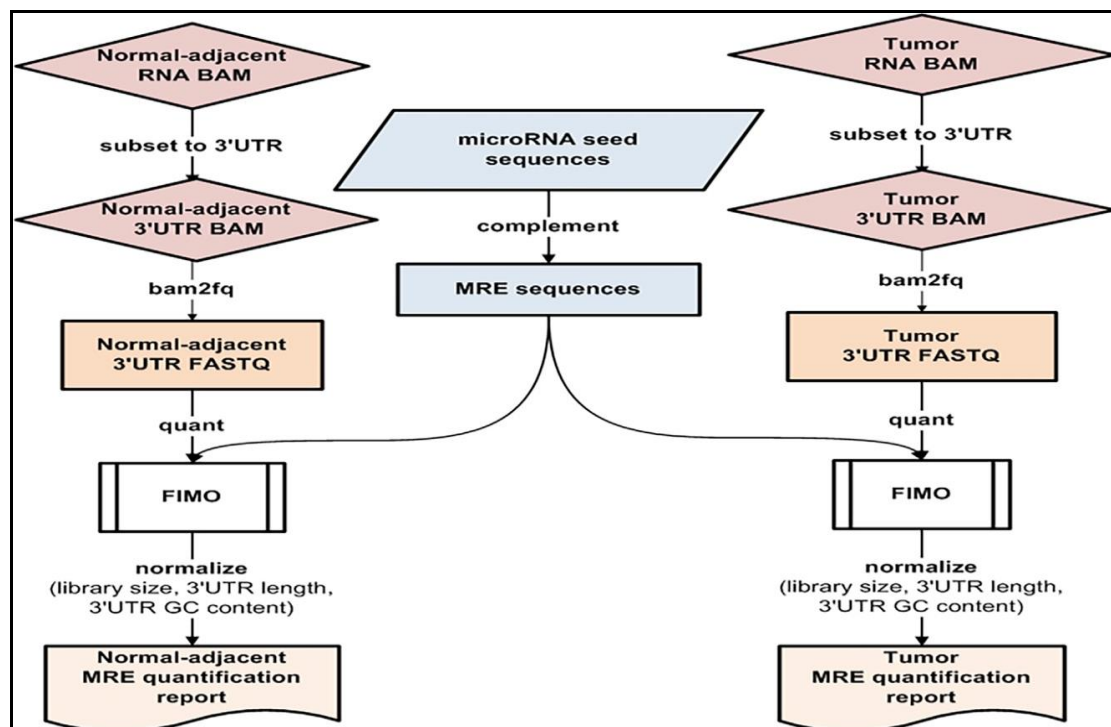 Normal-adjacent
RNA BAM
subset to 3'UTR
Normal-adjacent
3'UTR BAM
bam2fq
Normal-adjacent
3'UTR FASTQ
quant
FIMO
normalize
(library size, 3'UTR length,
3'UTR GC content)
Normal-adjacent
MRE quantification
report
microRNA seed
sequences
complement
MRE sequences
Tumor
RNA BAM
subset to 3'UTR
Tumor
3'UTR BAM
bam2fq
Tumor
3'UTR FASTQ
quant
FIMO
normalize
(library size, 3'UTR length,
3'UTR GC content)
Tumor
MRE quantification
report